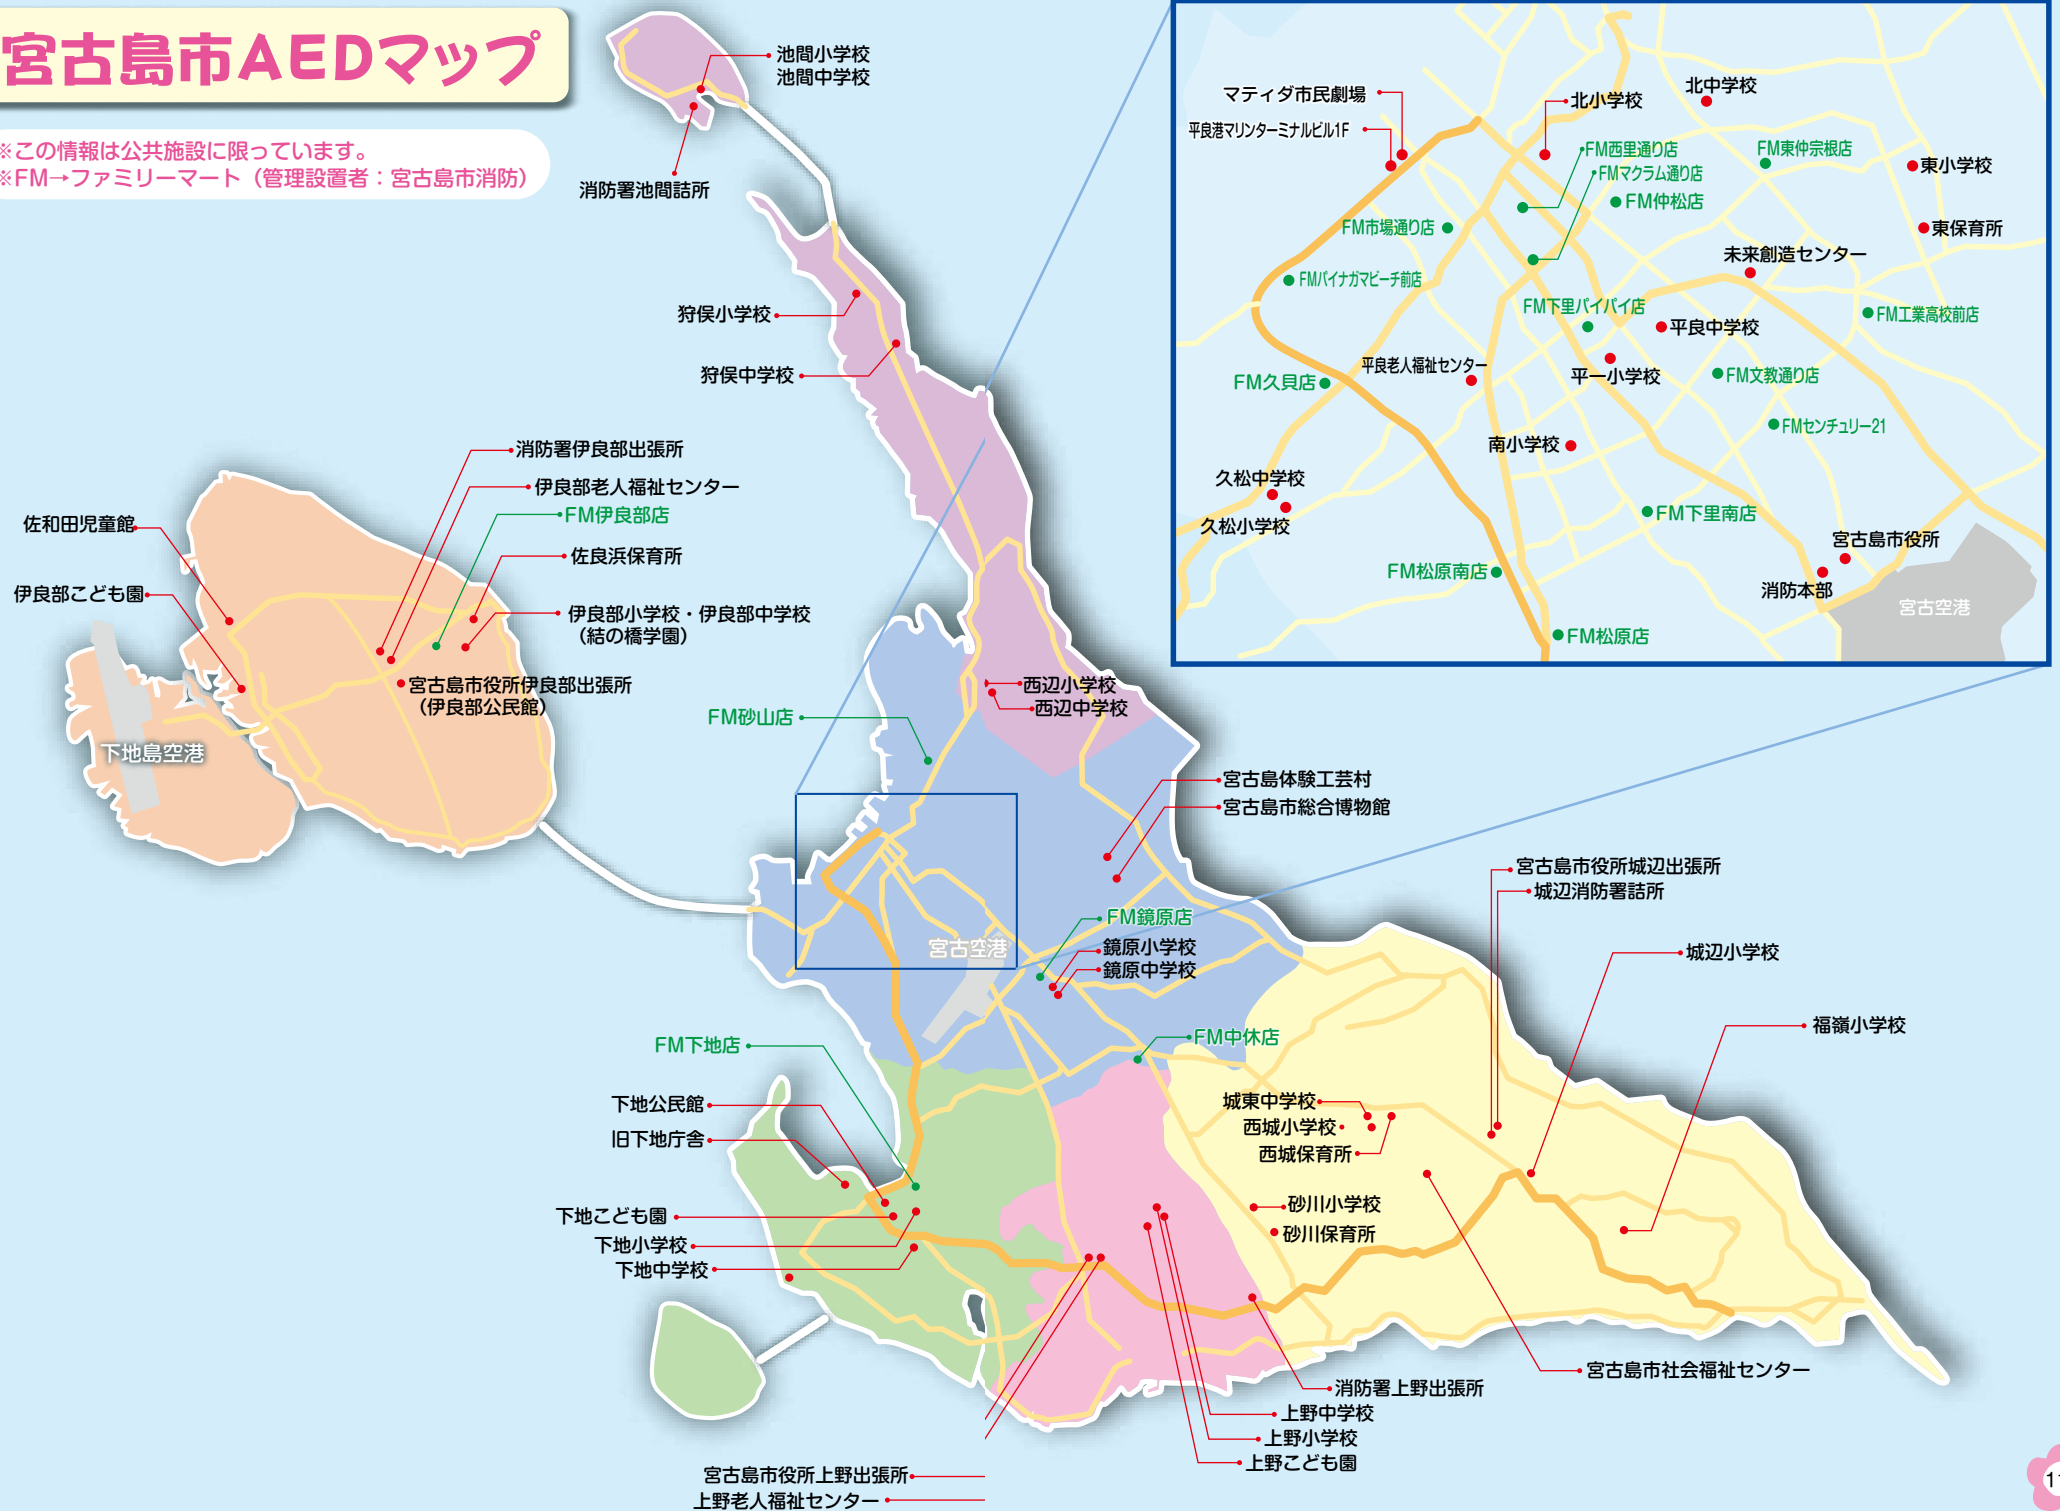 宮古島市AEDマップ
※この情報は公共施設に限っています。
※FM→ファミリーマート（管理設置者：宮古島市消防）
池間小学校
池間中学校
消防署池間詰所
狩俣小学校
狩俣中学校
消防署伊良部出張所
伊良部老人福祉センター
FM伊良部店
佐和田児童館
佐良浜保育所
伊良部こども園
伊良部小学校・伊良部中学校
（結の橋学園）
宮古島市役所伊良部出張所
（伊良部公民館）
下地島空港
西辺小学校
西辺中学校
FM砂山店
宮古島体験工芸村
宮古島市総合博物館
FM鏡原店
宮古空港
鏡原小学校
鏡原中学校
FM中休店
宮古島市役所城辺出張所
城辺消防署詰所
城辺小学校
福嶺小学校
FM下地店
下地公民館
旧下地庁舎
下地こども園
下地小学校
下地中学校
城東中学校
西城小学校
西城保育所
砂川小学校
砂川保育所
宮古島市社会福祉センター
消防署上野出張所
上野中学校
上野小学校
上野こども園
宮古島市役所上野出張所
上野老人福祉センター
マティダ市民劇場
平良港マリンターミナルビル1F
北小学校
北中学校
FM西里通り店
FMマクラム通り店
FM東仲宗根店
東小学校
FM仲松店
FM市場通り店
東保育所
未来創造センター
FMパイナガマビーチ前店
FM下里パイパイ店
平良中学校
FM工業高校前店
平良老人福祉センター
平一小学校
FM久貝店
FM文教通り店
FMセンチュリー21
南小学校
久松中学校
久松小学校
FM下里南店
宮古島市役所
FM松原南店
消防本部
宮古空港
FM松原店